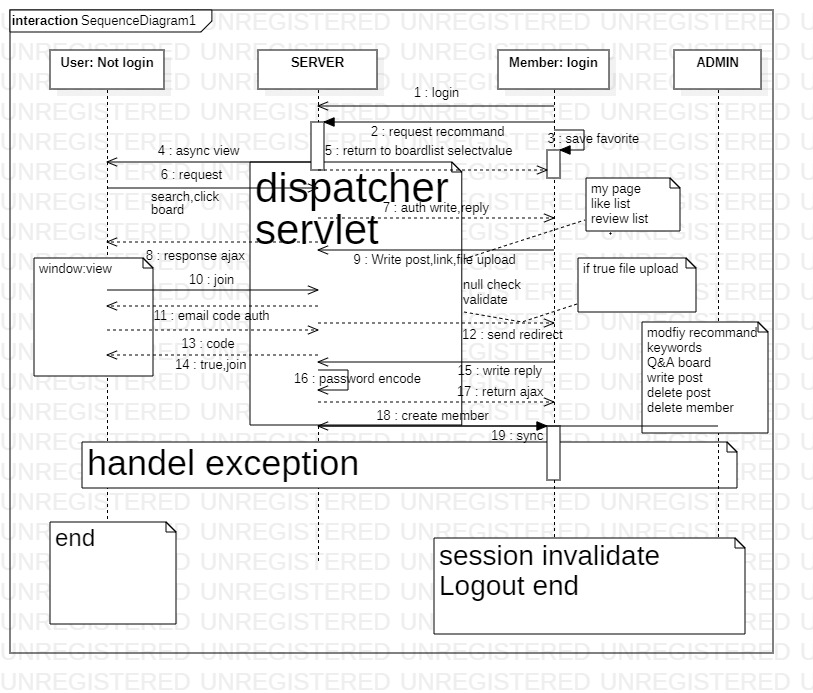 interaction SequenceDiagram1
User: Not login
SERVER
Member: login
ADMIN
1 : login
2 : request recommand
3 : save favorite
4 : async view
5 : return to boardlist selectvalue
6 : request
search,click
board
dispatcher
servlet
7 : auth write,reply
my page
like list
review list
8 : response ajax
9 : Write post,link,file upload
window:view
if true file upload
10 : join
null check
validate
11 : email code auth
12 : send redirect
modfiy recommand
keywords
Q&A board
write post
delete post
delete member
13 : code
14 : true,join
15 : write reply
16 : password encode
17 : return ajax
18 : create member
19 : sync
handel exception
end
session invalidate
Logout end
UNREGISTERED